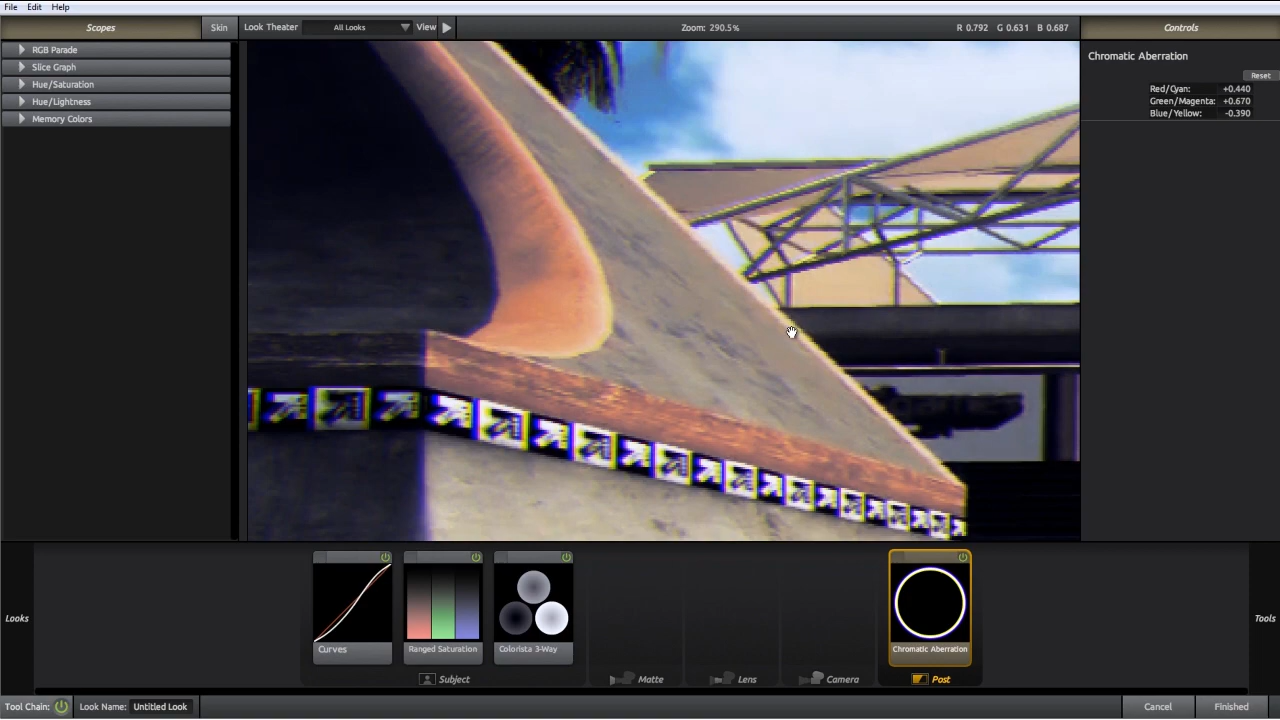 File Edit Help
Scopes Skin Look Theater All Looks View Zoom: 290.5% R 0.792 G 0.631 B 0.687 Controls
RGB Parade
Slice Graph
Hue/Saturation
Hue/Lightness
Memory Colors
Chromatic Aberration
Reset
Red/Cyan: +0.440
Green/Magenta: +0.670
Blue/Yellow: -0.390
Looks
Curves Ranged Saturation Colorista 3-Way Chromatic Aberration
Tools
Subject Matte Lens Camera Post
Tool Chain: Look Name: Untitled Look Cancel Finished